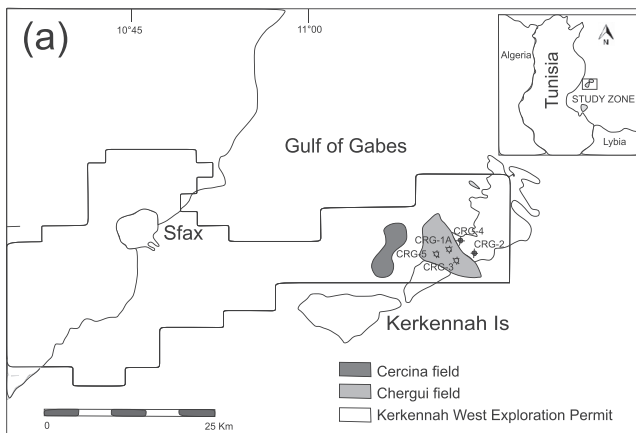 (a)
10°45
11°00
Algeria
Tunisia
N
STUDY ZONE
Lybia
Gulf of Gabes
Sfax
CRG-4
CRG-1A
CRG-2
CRG-5
CRG-3
Kerkennah Is
Cercina field
Chergui field
Kerkennah West Exploration Permit
0
25 Km